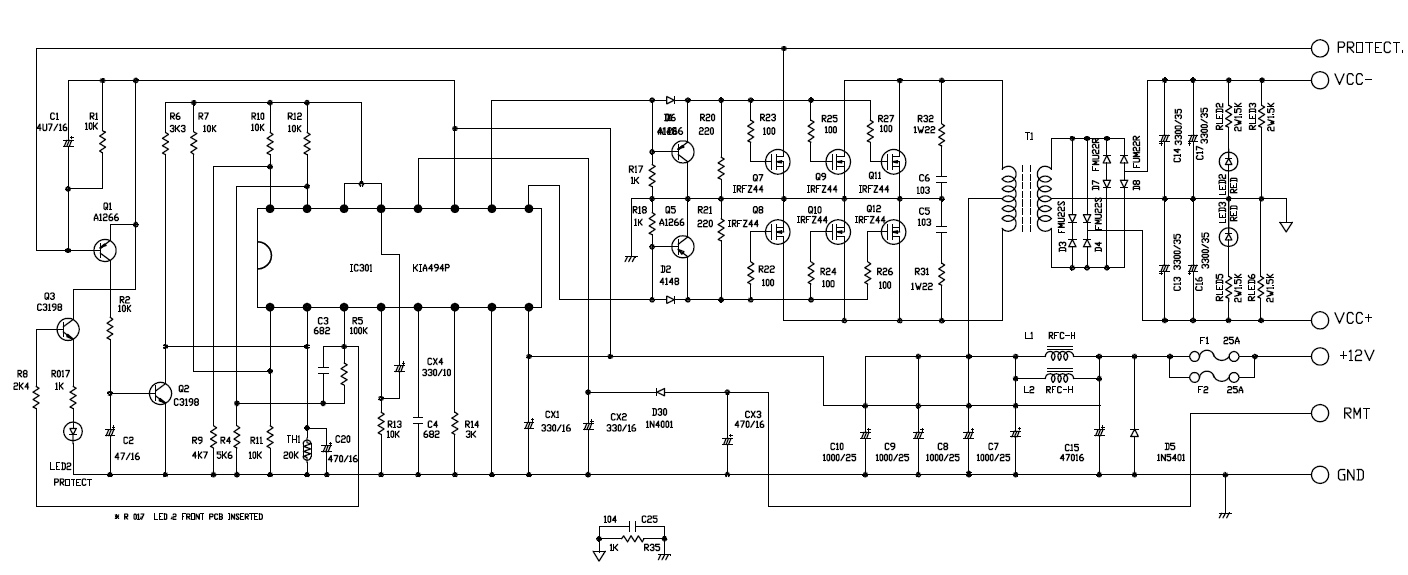 PROTECT.
VCC-
C1
4U7/16
R1
10K
R6
3K3
R7
10K
R10
10K
R12
10K
4148
A1266
R20
220
R23
100
R25
100
R27
100
R32
1W22
T1
FMU22R
FUM22R
C14 3300/35
C17 3300/35
RLED2
2W1.5K
RLED3
2W1.5K
R17
1K
Q7
IRFZ44
Q9
IRFZ44
Q11
IRFZ44
C6
103
D7
D8
LED2
RED
Q1
A1266
R18
1K
Q5
A1266
R21
220
Q8
IRFZ44
Q10
IRFZ44
Q12
IRFZ44
C5
103
FMU22S
FMU22S
LED3
RED
IC301
KIA494P
D2
4148
R22
100
R24
100
R26
100
R31
1W22
D3
D4
C13 3300/35
C16 3300/35
RLED5
2W1.5K
RLED6
2W1.5K
Q3
C3198
R2
10K
C3
682
R5
100K
VCC+
L1
RFC-H
F1
25A
+12V
CX4
330/10
R8
2K4
R017
1K
Q2
C3198
L2
RFC-H
F2
25A
D30
1N4001
RMT
R9
4K7
R4
5K6
R11
10K
TH1
20K
C20
470/16
R13
10K
C4
682
R14
3K
CX1
330/16
CX2
330/16
CX3
470/16
C10
1000/25
C9
1000/25
C8
1000/25
C7
1000/25
C15
47016
D5
1N5401
C2
47/16
LED2
PROTECT
GND
* R 017 LED 2 FRONT PCB INSERTED
104
C25
1K
R35